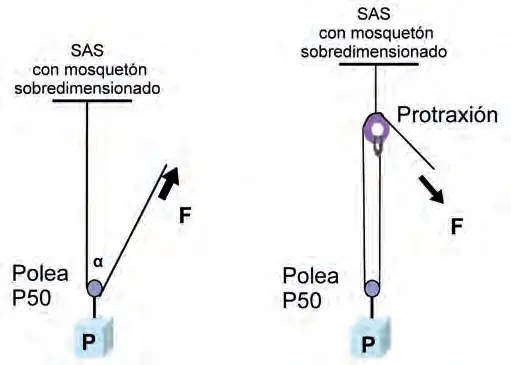 SAS
con mosquetón
sobredimensionado
F
α
Polea
P50
P
SAS
con mosquetón
sobredimensionado
Protraxión
F
Polea
P50
P